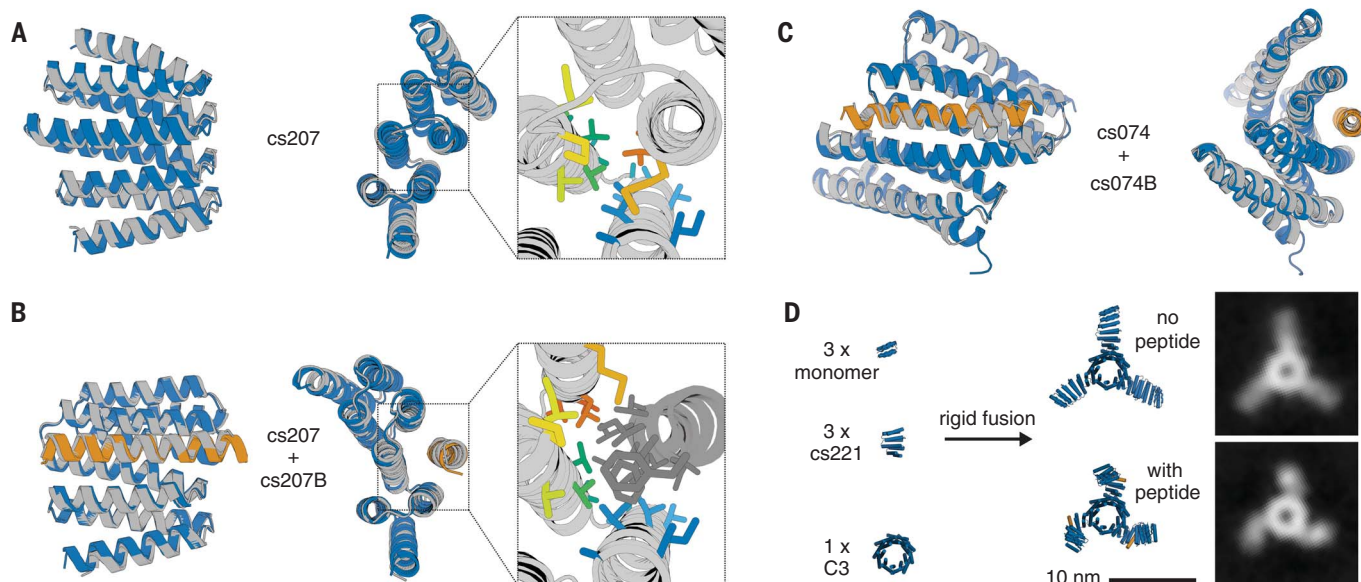 A
cs207
B
cs207
+
cs207B
C
cs074
+
cs074B
D
3 x
monomer
3 x
cs221
1 x
C3
rigid fusion
no
peptide
with
peptide
10 nm